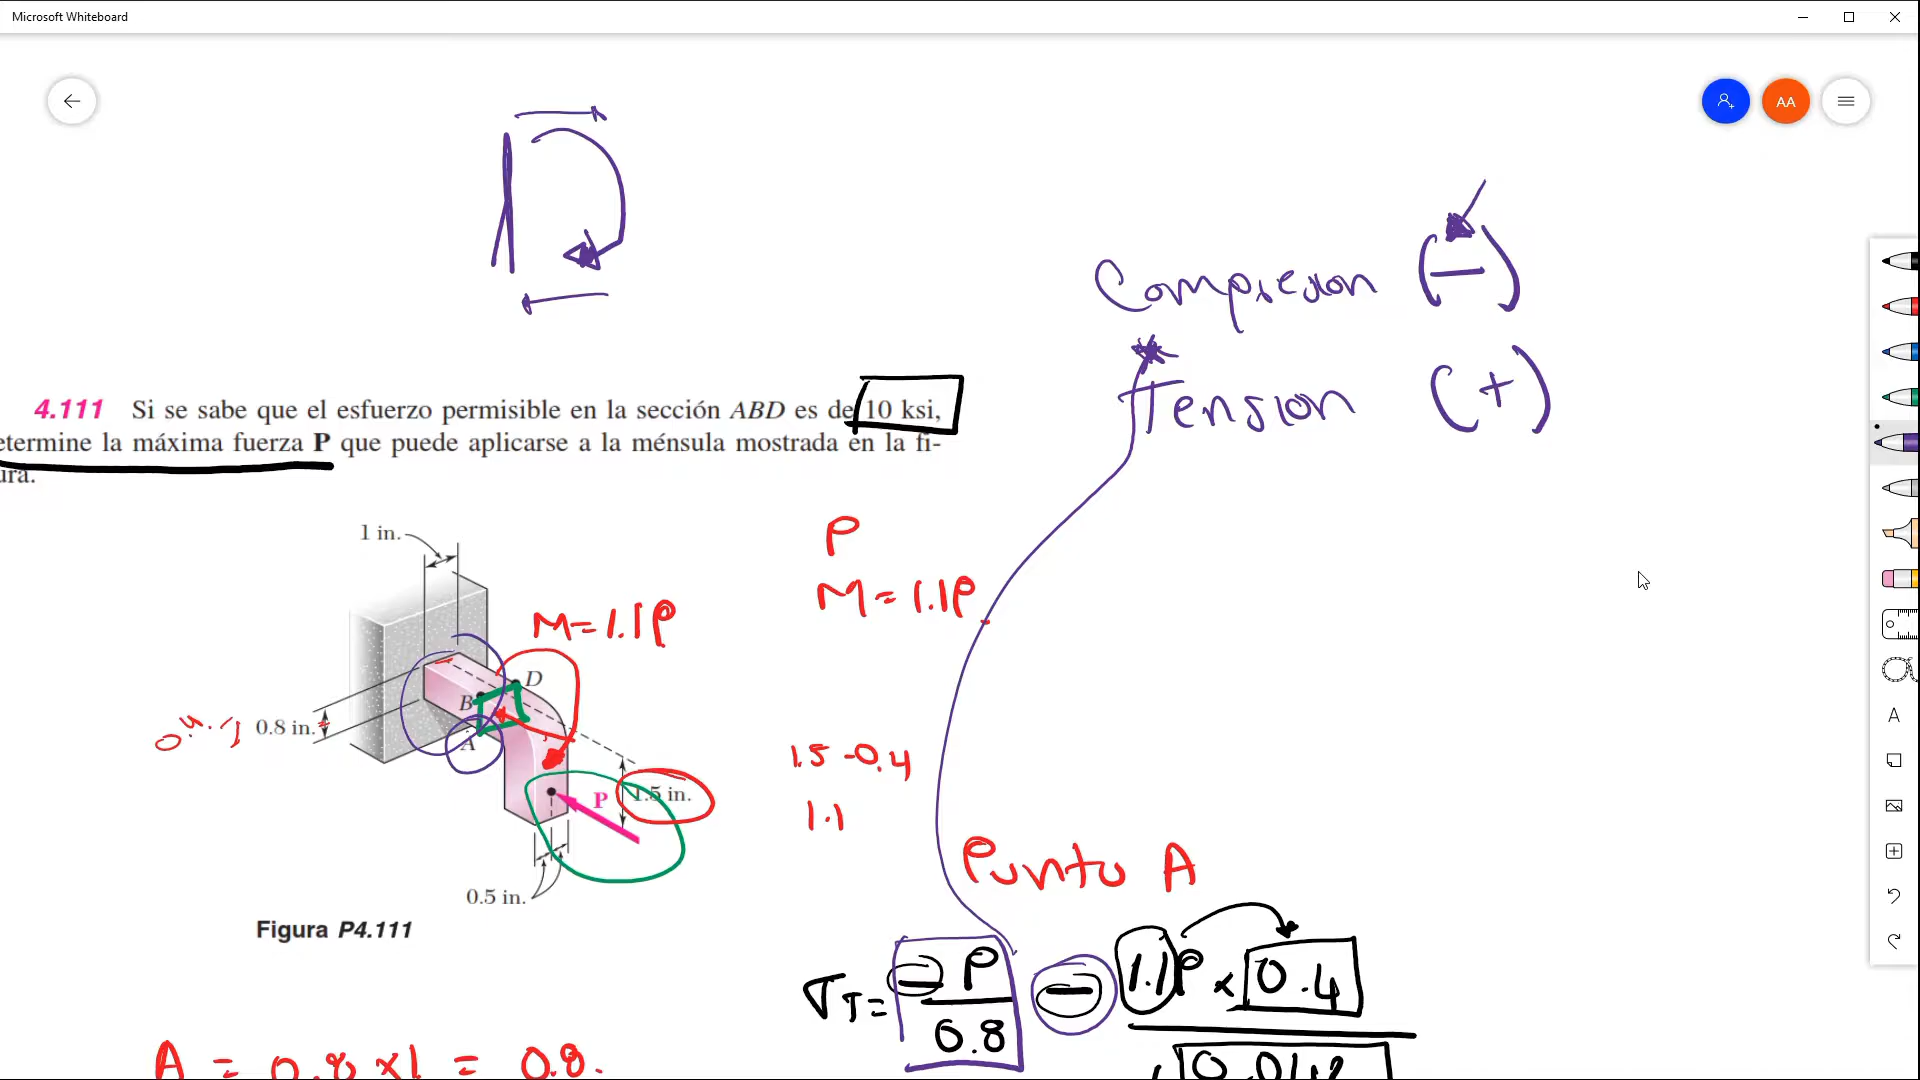 Microsoft Whiteboard
AA
Compresion (-)
Tension (+)
4.111 Si se sabe que el esfuerzo permisible en la sección ABD es de 10 ksi,
etermine la máxima fuerza P que puede aplicarse a la ménsula mostrada en la fi-
ura.
1 in.
P
M = 1.1P
M = 1.1P
D
B
A
0.8 in.
1.5 in.
P
1.5 - 0.4
1.1
0.5 in.
Punto A
Figura P4.111
σT = - P / 0.8 - 1.1P x 0.4
A = 0.8 x 1 = 0.8.
A